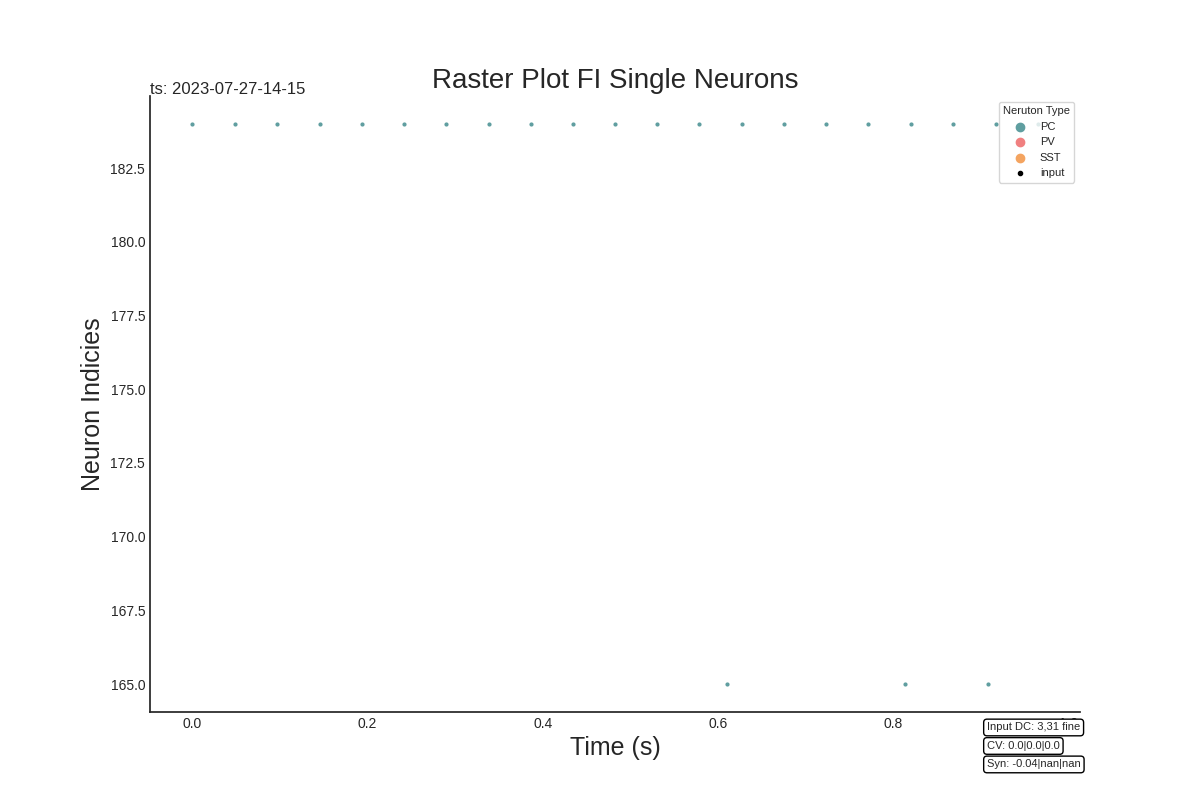 Raster Plot FI Single Neurons
ts: 2023-07-27-14-15
Neruton Type
PC
PV
SST
input
182.5
180.0
177.5
175.0
172.5
170.0
167.5
165.0
Neuron Indicies
0.0
0.2
0.4
0.6
0.8
Time (s)
Input DC: 3,31 fine
CV: 0.0|0.0|0.0
Syn: -0.04|nan|nan